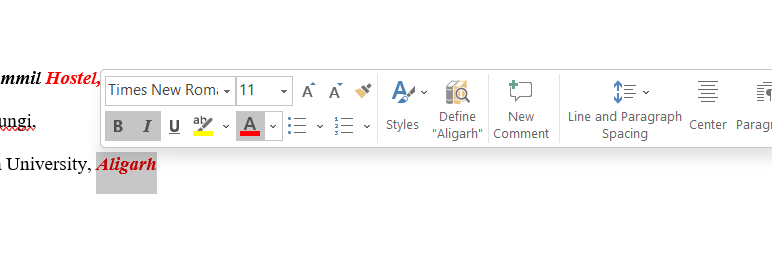 mmil Hostel,
Times New Roma 11
A A
B I U ab A
Styles
Define
"Aligarh"
New
Comment
Line and Paragraph
Spacing
Center
Paragr
ungi,
University, Aligarh